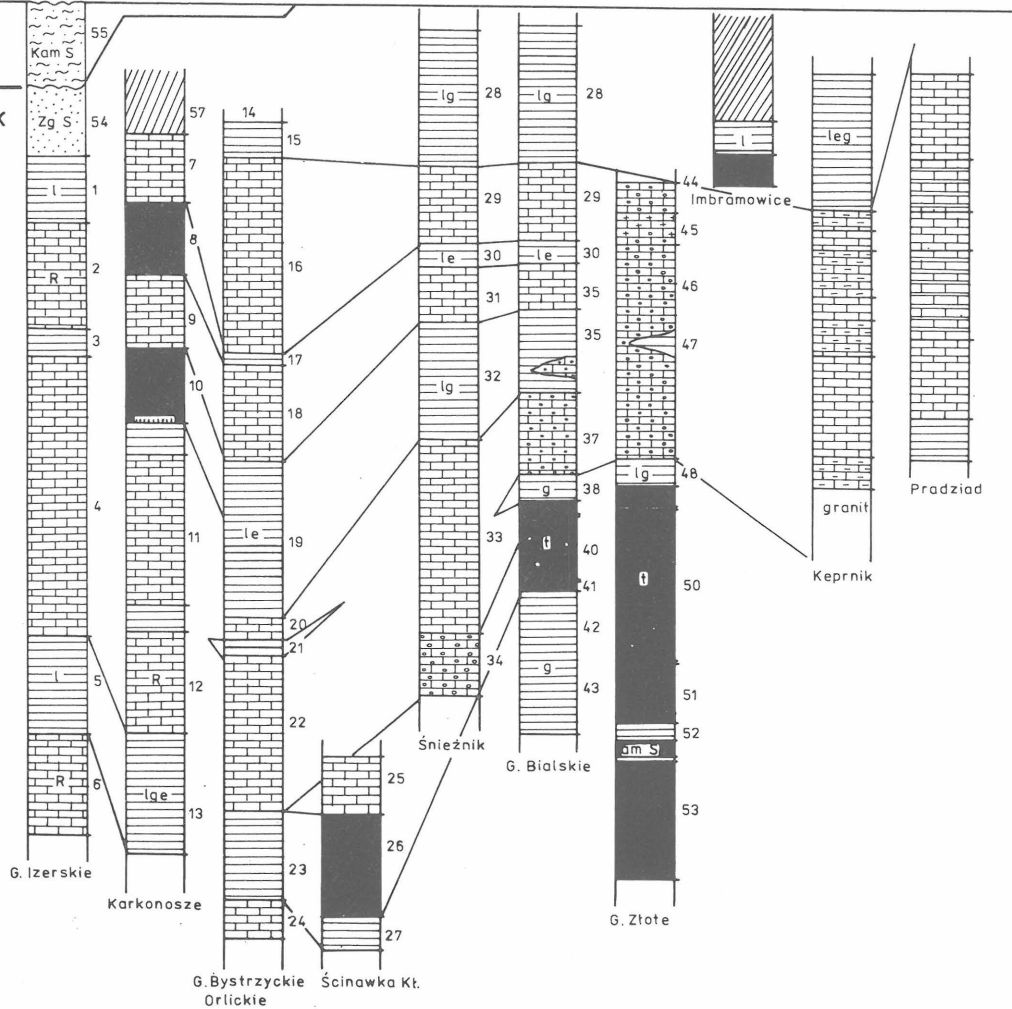 K
Kam S
55
Zg S
54
l
1
R
2
3
4
l
5
R
6
G. Izerskie
57
7
8
9
10
11
R
12
lge
13
Karkonosze
14
15
16
17
18
le
19
20
21
22
23
24
G. Bystrzyckie
Orlickie
25
26
27
Ścinawka Kł.
lg
28
29
le
30
31
lg
32
33
34
Śnieżnik
lg
28
29
le
30
35
35
37
g
38
t
40
41
42
g
43
G. Bialskie
44
45
46
47
lg
48
t
50
51
52
am S
53
G. Złote
l
Imbramowice
leg
granit
Keprnik
Pradziad